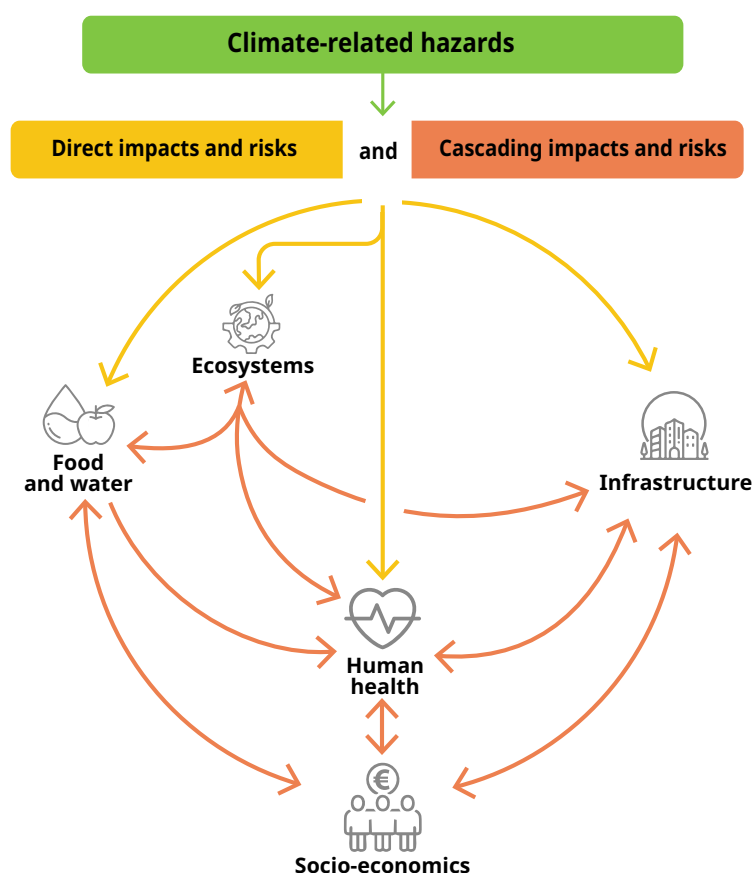 Climate-related hazards
Direct impacts and risks
and
Cascading impacts and risks
Ecosystems
Food
and water
Infrastructure
Human
health
€
Socio-economics